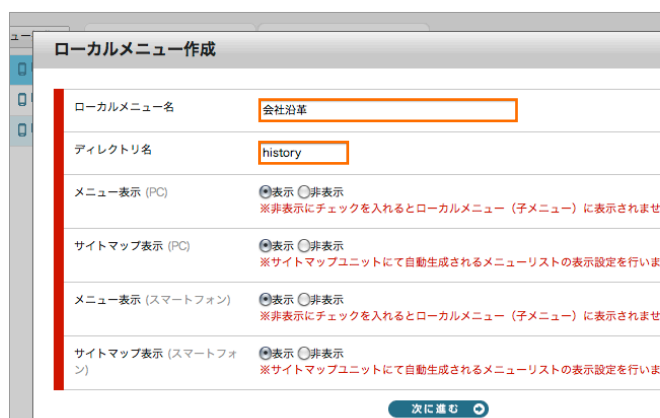 ュー
ローカルメニュー作成
ローカルメニュー名
会社沿革
ディレクトリ名
history
メニュー表示 (PC)
表示 非表示
※非表示にチェックを入れるとローカルメニュー（子メニュー）に表示されませ
サイトマップ表示 (PC)
表示 非表示
※サイトマップユニットにて自動生成されるメニューリストの表示設定を行いま
メニュー表示 (スマートフォン)
表示 非表示
※非表示にチェックを入れるとローカルメニュー（子メニュー）に表示されませ
サイトマップ表示 (スマートフォ
ン)
表示 非表示
※サイトマップユニットにて自動生成されるメニューリストの表示設定を行いま
次に進む